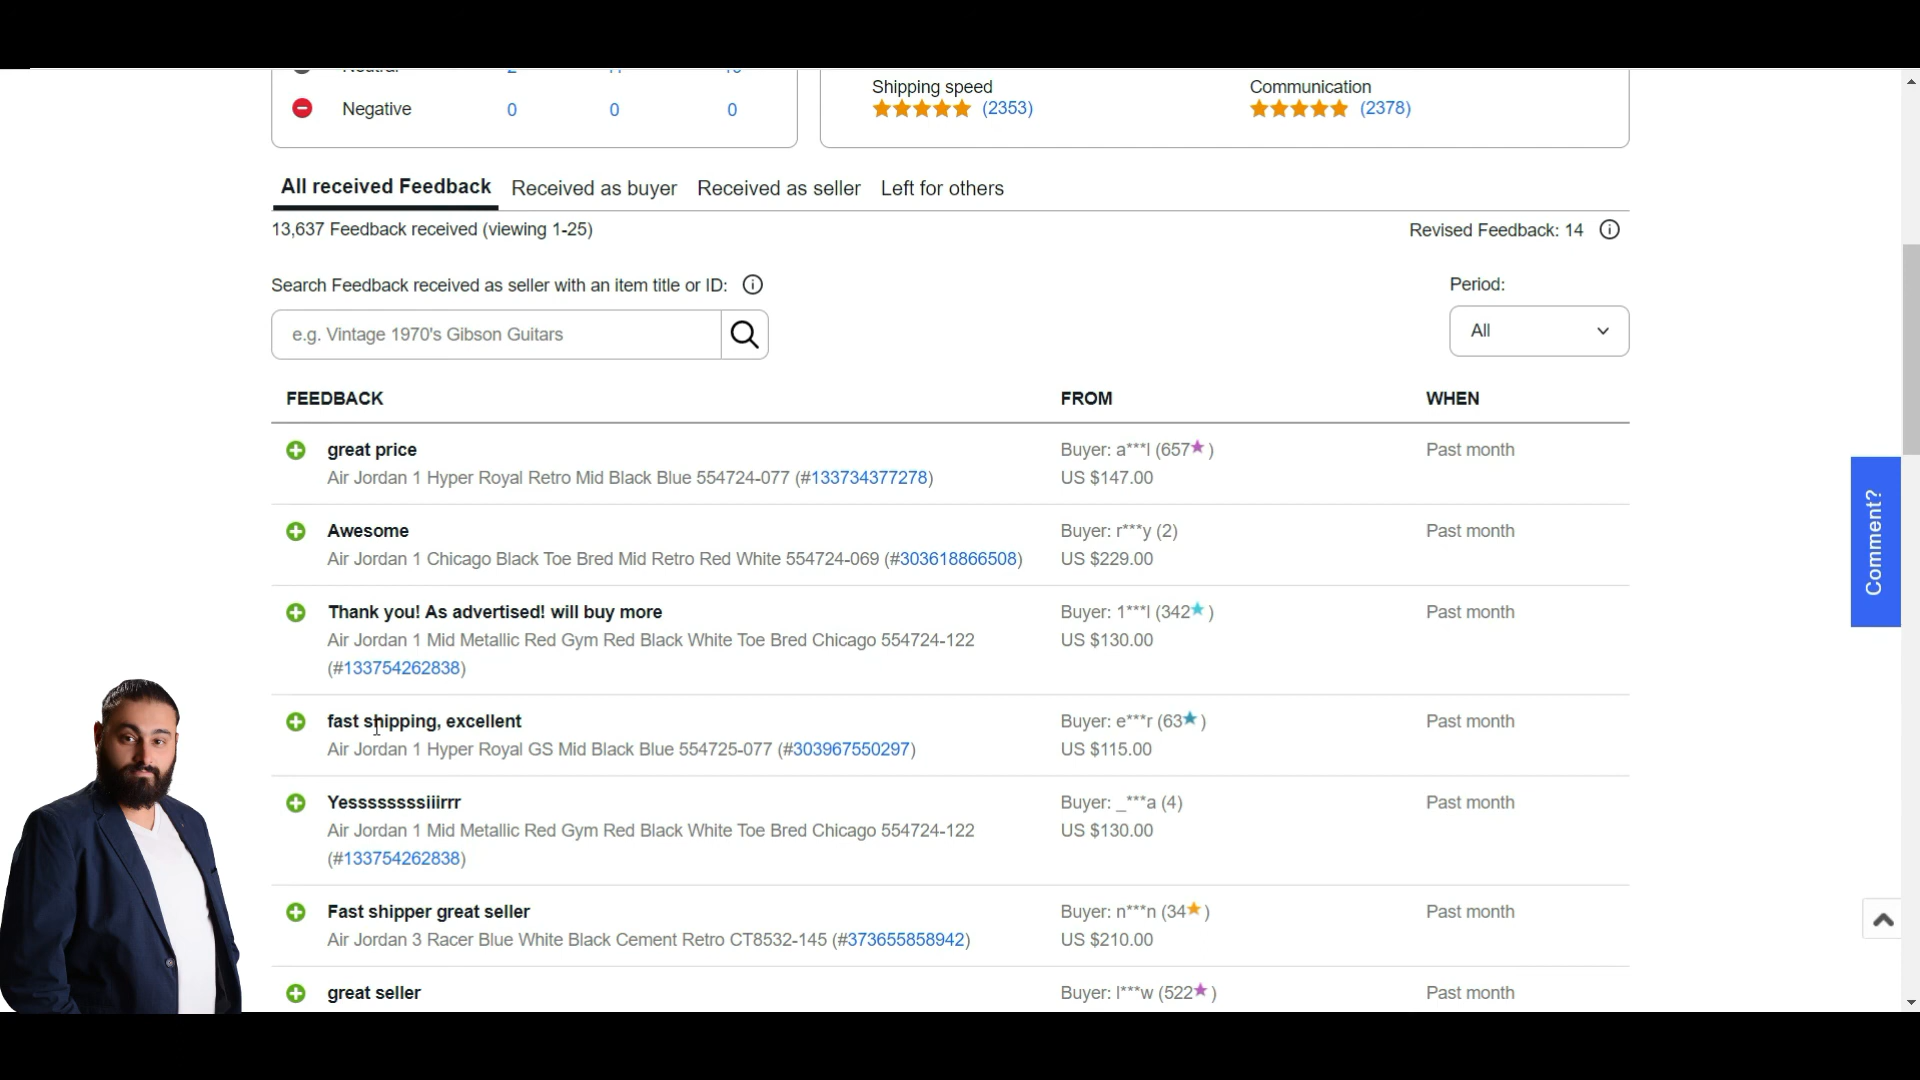 Shipping speed
Communication
Negative 0 0 0
(2353)
(2378)
All received Feedback Received as buyer Received as seller Left for others
13,637 Feedback received (viewing 1-25)
Revised Feedback: 14
Search Feedback received as seller with an item title or ID:
Period:
e.g. Vintage 1970's Gibson Guitars
All
FEEDBACK FROM WHEN
great price Buyer: a***l (657) Past month
Air Jordan 1 Hyper Royal Retro Mid Black Blue 554724-077 (#133734377278) US $147.00
Awesome Buyer: r***y (2) Past month
Air Jordan 1 Chicago Black Toe Bred Mid Retro Red White 554724-069 (#303618866508) US $229.00
Thank you! As advertised! will buy more Buyer: 1***l (342) Past month
Air Jordan 1 Mid Metallic Red Gym Red Black White Toe Bred Chicago 554724-122 US $130.00
(#133754262838)
fast shipping, excellent Buyer: e***r (63) Past month
Air Jordan 1 Hyper Royal GS Mid Black Blue 554725-077 (#303967550297) US $115.00
Yessssssssiiirrr Buyer: _***a (4) Past month
Air Jordan 1 Mid Metallic Red Gym Red Black White Toe Bred Chicago 554724-122 US $130.00
(#133754262838)
Fast shipper great seller Buyer: n***n (34) Past month
Air Jordan 3 Racer Blue White Black Cement Retro CT8532-145 (#373655858942) US $210.00
great seller Buyer: l***w (522) Past month
Comment?